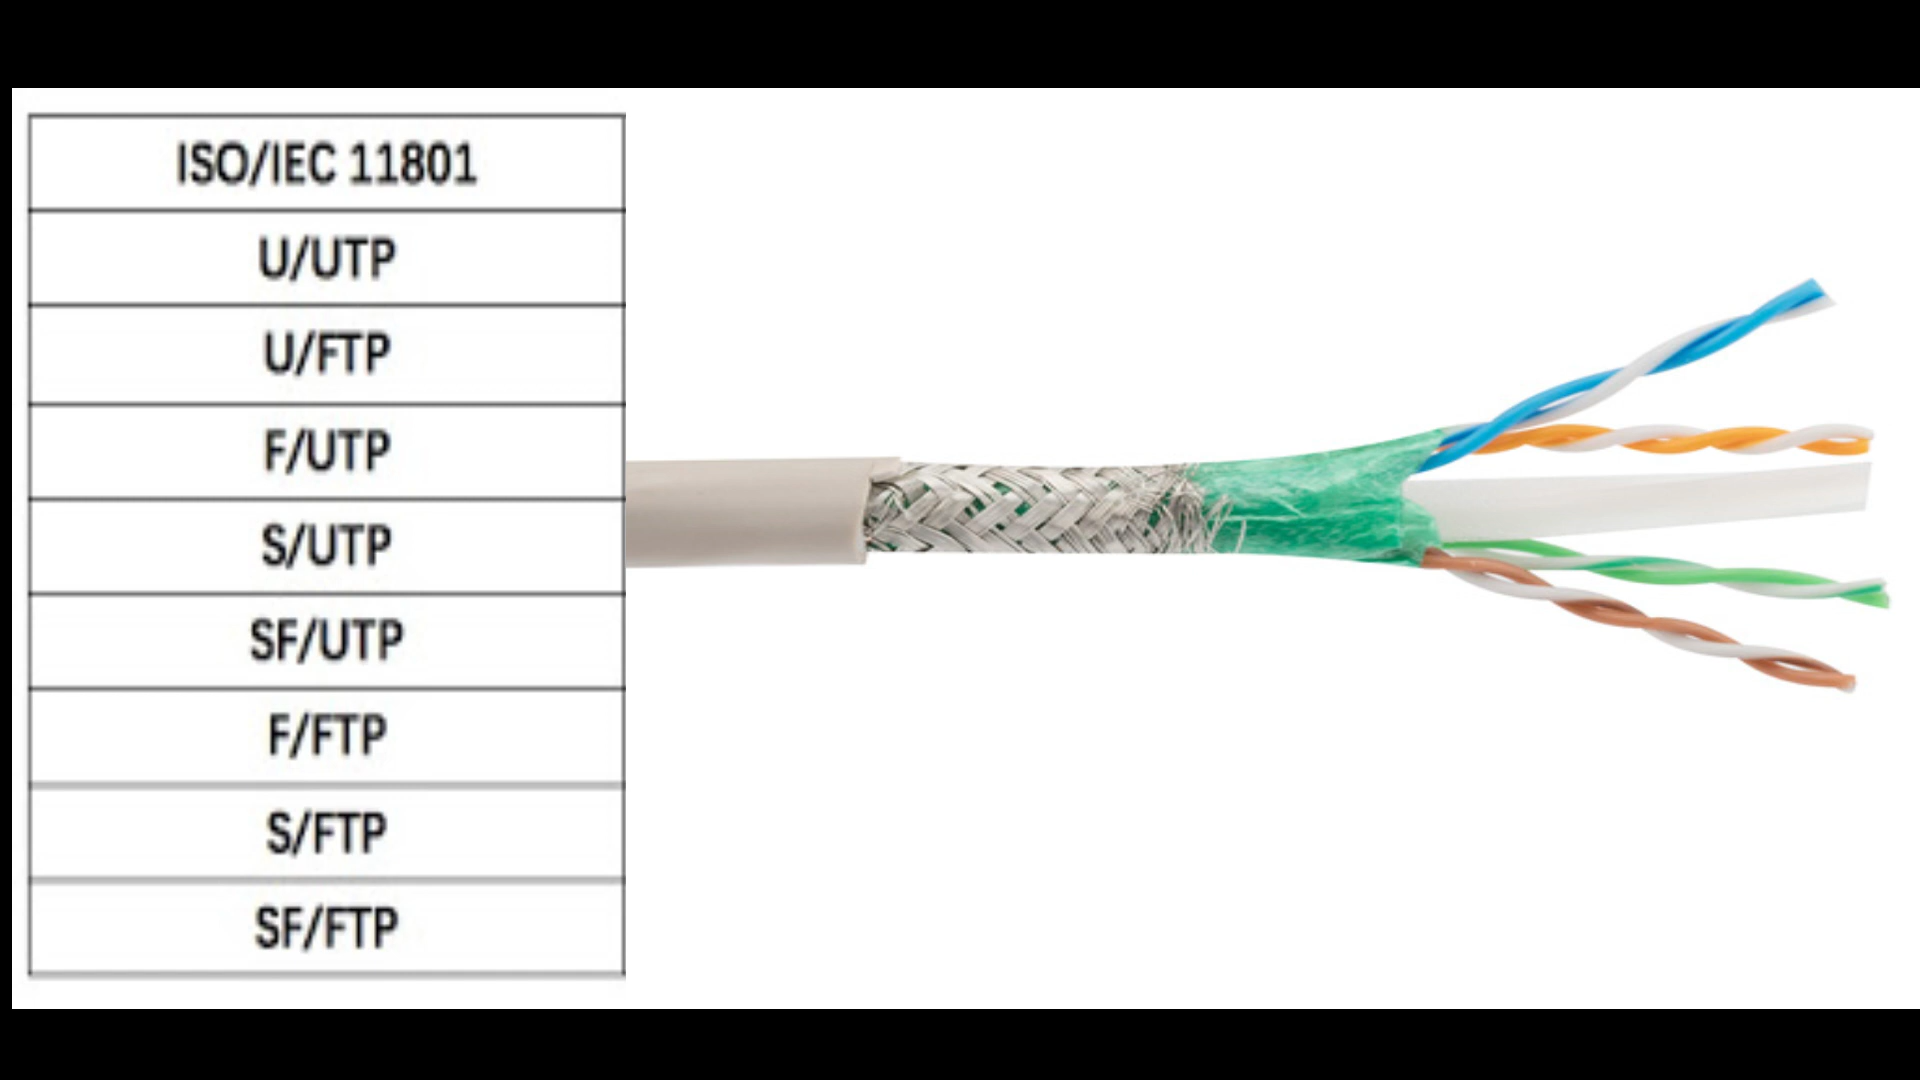 ISO/IEC 11801
U/UTP
U/FTP
F/UTP
S/UTP
SF/UTP
F/FTP
S/FTP
SF/FTP